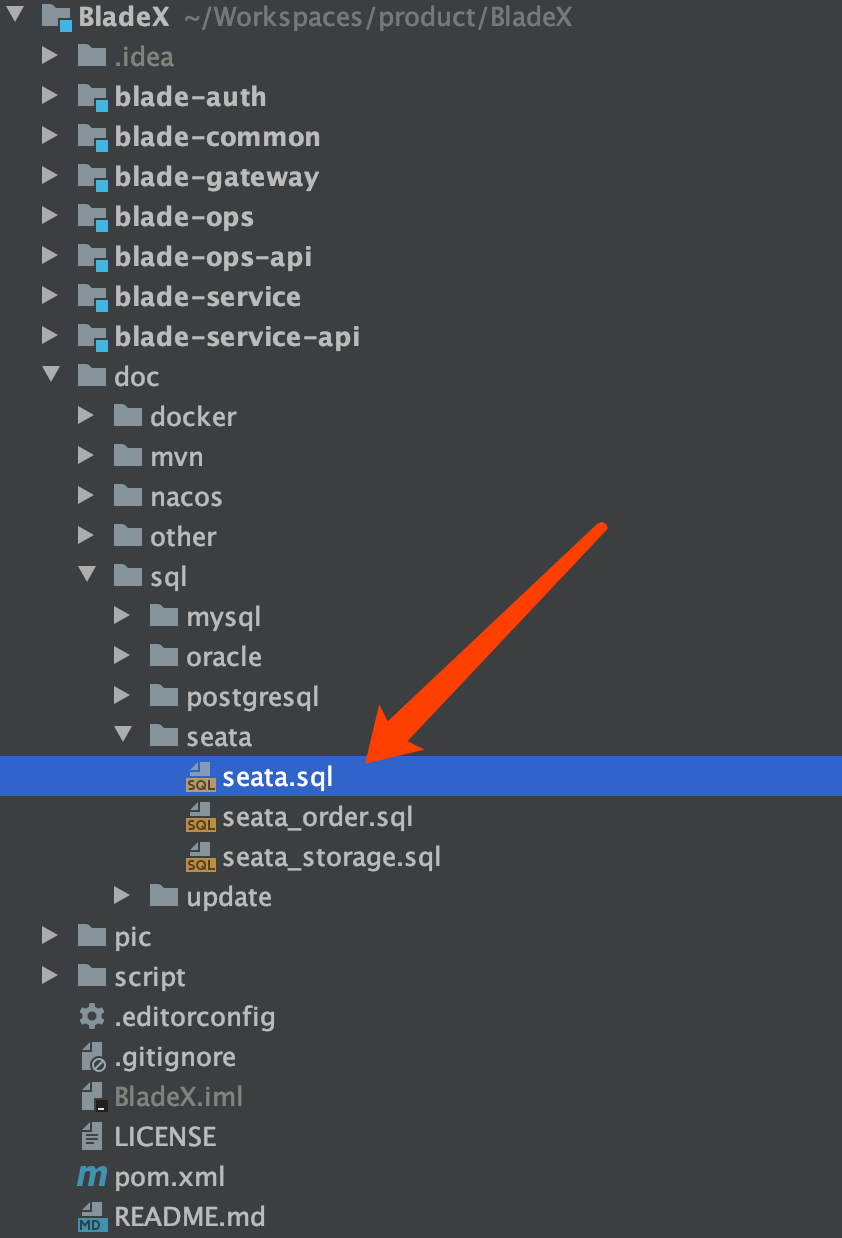 BladeX ~/Workspaces/product/BladeX
.idea
blade-auth
blade-common
blade-gateway
blade-ops
blade-ops-api
blade-service
blade-service-api
doc
docker
mvn
nacos
other
sql
mysql
oracle
postgresql
seata
SQL seata.sql
SQL seata_order.sql
SQL seata_storage.sql
update
pic
script
.editorconfig
.gitignore
BladeX.iml
LICENSE
m pom.xml
MD README.md